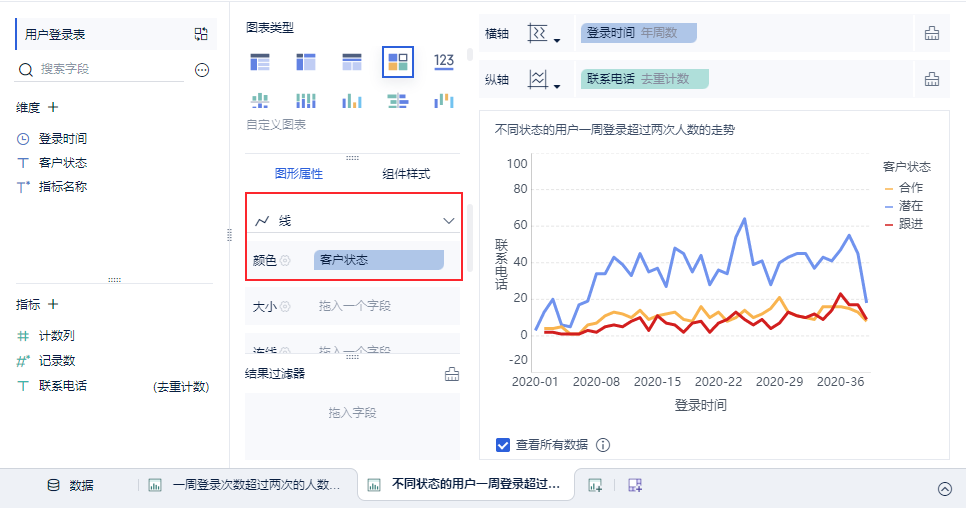 用户登录表
搜索字段
维度
登录时间
客户状态
指标名称
指标
计数列
记录数
联系电话 (去重计数)
图表类型
123
自定义图表
图形属性 组件样式
线
颜色 客户状态
大小 拖入一个字段
连线 拖入一个字段
结果过滤器
拖入字段
横轴 登录时间 年周数
纵轴 联系电话 去重计数
不同状态的用户一周登录超过两次人数的走势
联系电话
100
80
60
40
20
0
-20
2020-01 2020-08 2020-15 2020-22 2020-29 2020-36
登录时间
客户状态
合作
潜在
跟进
查看所有数据
数据 一周登录次数超过两次的人数... 不同状态的用户一周登录超过...